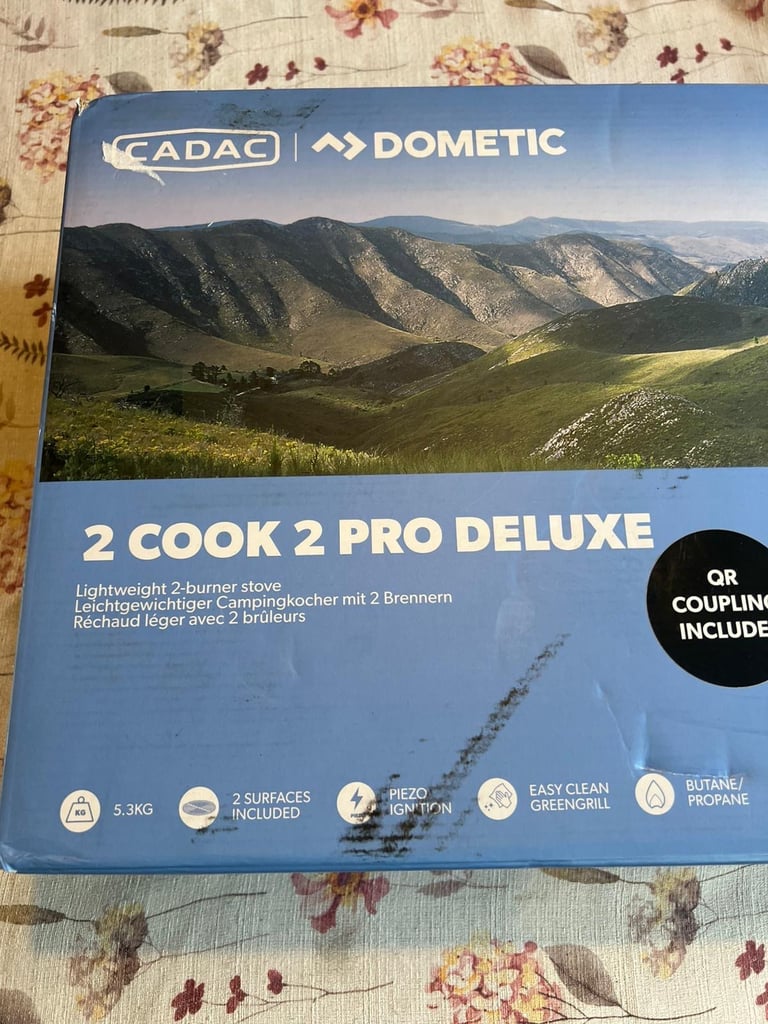 CADAC | DOMETIC
2 COOK 2 PRO DELUXE
Lightweight 2-burner stove
Leichtgewichtiger Campingkocher mit 2 Brennern
Réchaud léger avec 2 brûleurs
QR
COUPLING
INCLUDE
KG
5.3KG
2 SURFACES
INCLUDED
PIEZO
IGNITION
EASY CLEAN
GREENGRILL
BUTANE/
PROPANE